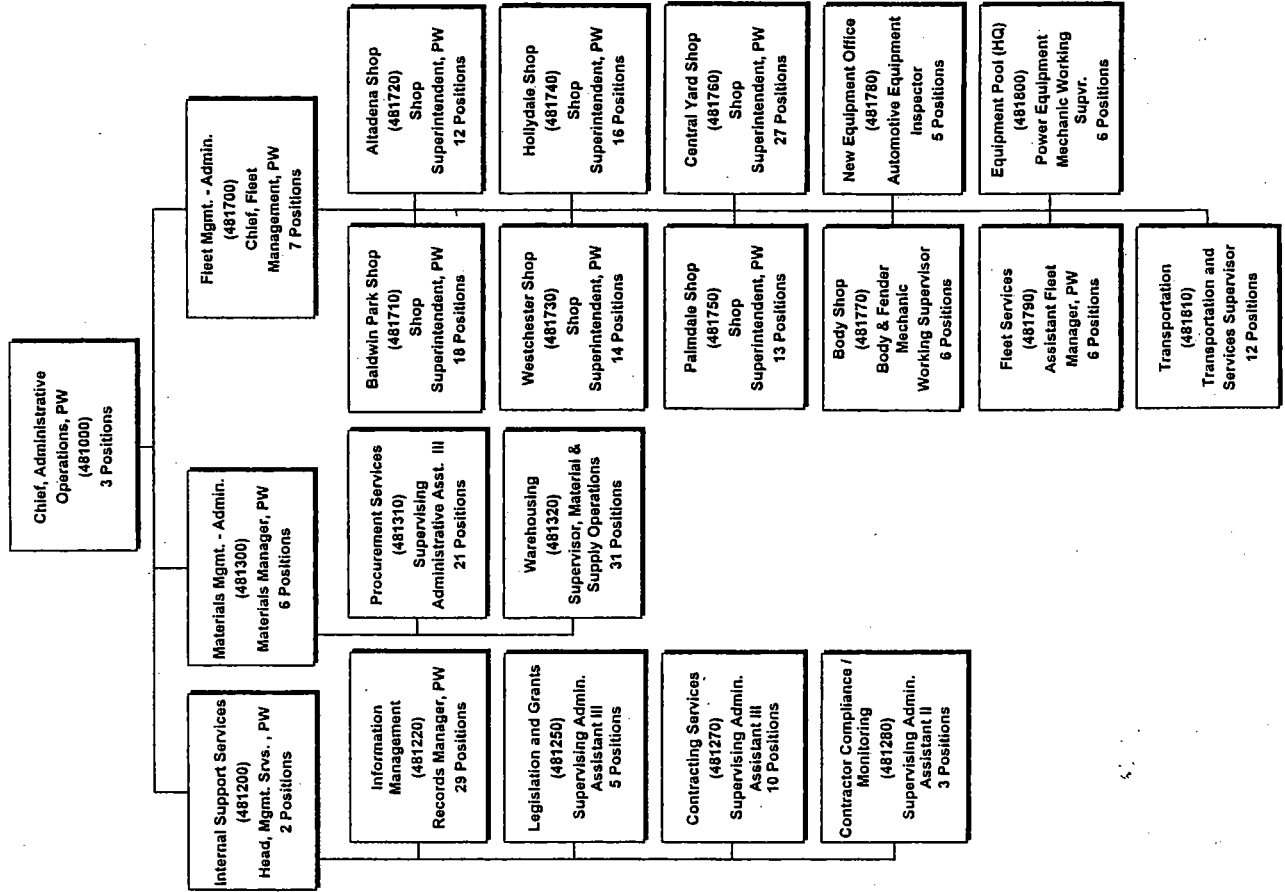 Chief, Administrative
Operations, PW
(481000)
3 Positions
Internal Support Services
(481200)
Head, Mgmt. Srvs. , PW
2 Positions
Information
Management
(481220)
Records Manager, PW
29 Positions
Legislation and Grants
(481250)
Supervising Admin.
Assistant III
5 Positions
Contracting Services
(481270)
Supervising Admin.
Assistant III
10 Positions
Contractor Compliance /
Monitoring
(481280)
Supervising Admin.
Assistant II
3 Positions
Materials Mgmt. - Admin.
(481300)
Materials Manager, PW
6 Positions
Procurement Services
(481310)
Supervising
Administrative Asst. III
21 Positions
Warehousing
(481320)
Supervisor, Material &
Supply Operations
31 Positions
Fleet Mgmt. - Admin.
(481700)
Chief, Fleet
Management, PW
7 Positions
Baldwin Park Shop
(481710)
Shop
Superintendent, PW
18 Positions
Altadena Shop
(481720)
Shop
Superintendent, PW
12 Positions
Westchester Shop
(481730)
Shop
Superintendent, PW
14 Positions
Hollydale Shop
(481740)
Shop
Superintendent, PW
16 Positions
Palmdale Shop
(481750)
Shop
Superintendent, PW
13 Positions
Central Yard Shop
(481760)
Shop
Superintendent, PW
27 Positions
Body Shop
(481770)
Body & Fender
Mechanic
Working Supervisor
6 Positions
New Equipment Office
(481780)
Automotive Equipment
Inspector
5 Positions
Fleet Services
(481790)
Assistant Fleet
Manager, PW
6 Positions
Equipment Pool (HQ)
(481800)
Power Equipment
Mechanic Working
Supvr.
6 Positions
Transportation
(481810)
Transportation and
Services Supervisor
12 Positions